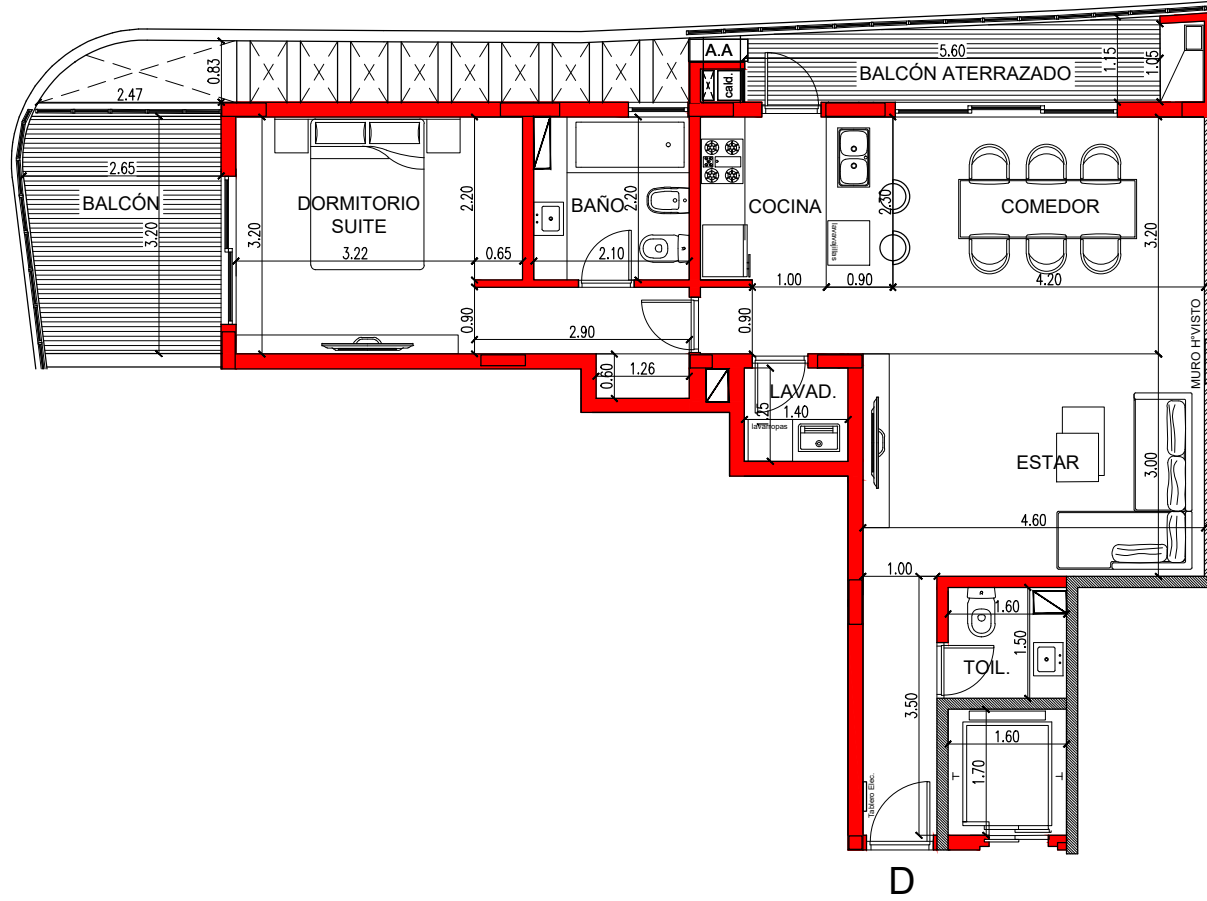 A.A
5.60
1.15
1.05
BALCÓN ATERRAZADO
cald.
0.83
2.47
2.65
BALCÓN
3.20
DORMITORIO
SUITE
3.20
3.22
2.20
0.65
BAÑO
2.20
2.10
COCINA
lavavajillas
2.30
COMEDOR
3.20
1.00
0.90
4.20
0.90
2.90
0.90
0.60
1.26
MURO HºVISTO
LAVAD.
1.25
1.40
lavarropas
ESTAR
3.00
4.60
1.00
1.60
1.50
TOIL.
3.50
1.60
1.70
Tablero Elec.
D